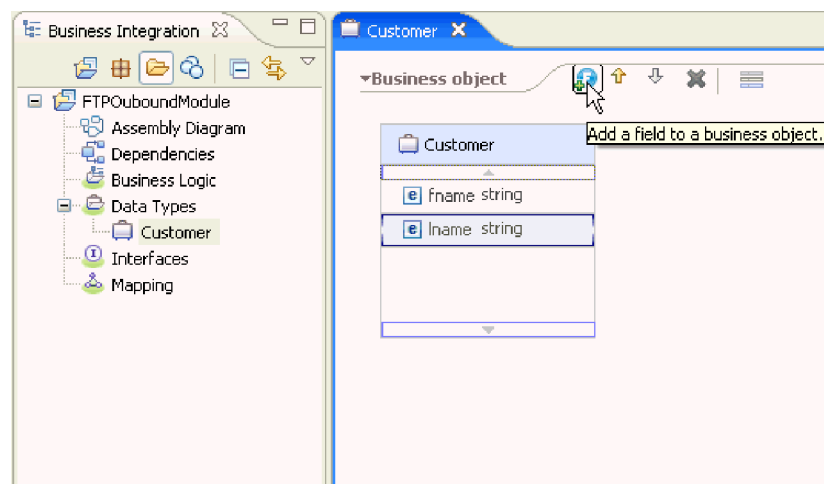 Business Integration
FTPOuboundModule
Assembly Diagram
Dependencies
Business Logic
Data Types
Customer
Interfaces
Mapping
Customer
Business object
Add a field to a business object.
Customer
e fname string
e lname string